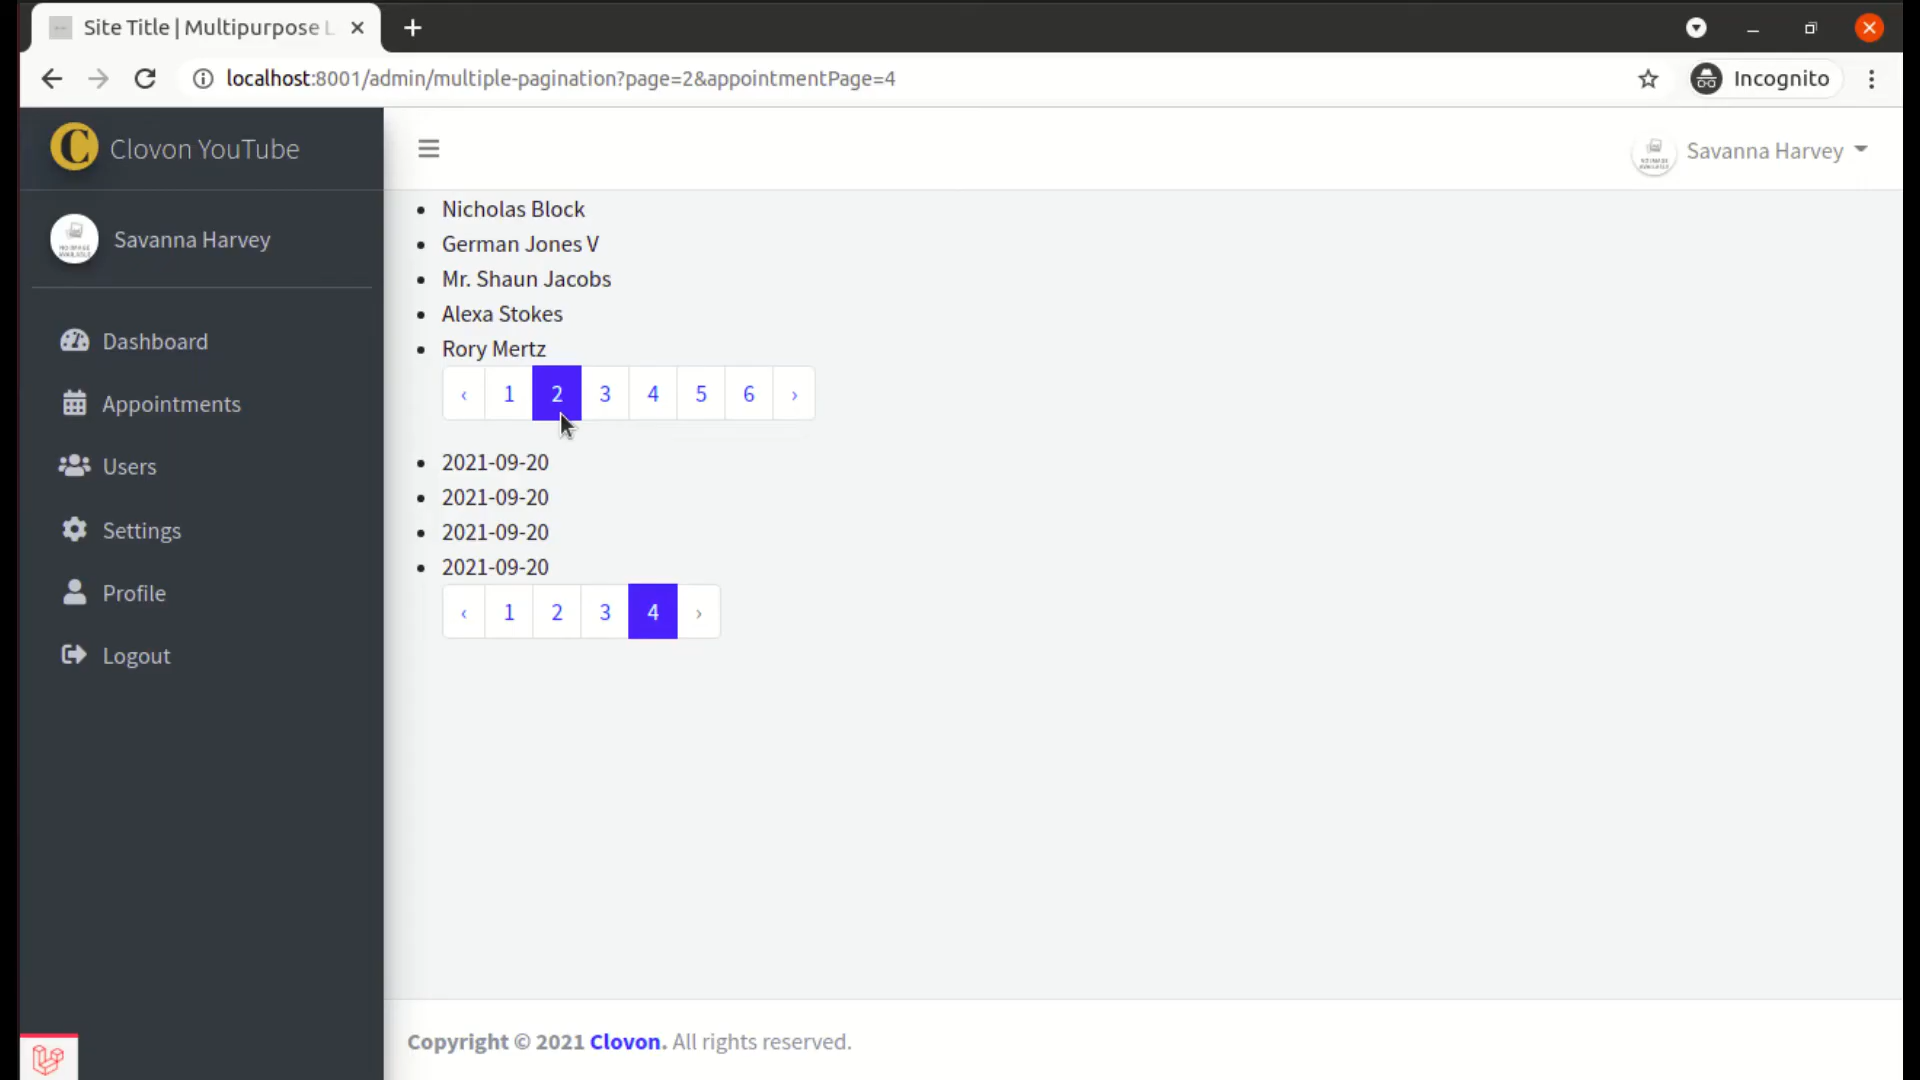 Site Title | Multipurpose L
localhost:8001/admin/multiple-pagination?page=2&appointmentPage=4
Incognito
C Clovon YouTube
Savanna Harvey
Savanna Harvey
Dashboard
Appointments
Users
Settings
Profile
Logout
• Nicholas Block
• German Jones V
• Mr. Shaun Jacobs
• Alexa Stokes
• Rory Mertz
‹ 1 2 3 4 5 6 ›
• 2021-09-20
• 2021-09-20
• 2021-09-20
• 2021-09-20
‹ 1 2 3 4 ›
Copyright © 2021 Clovon. All rights reserved.